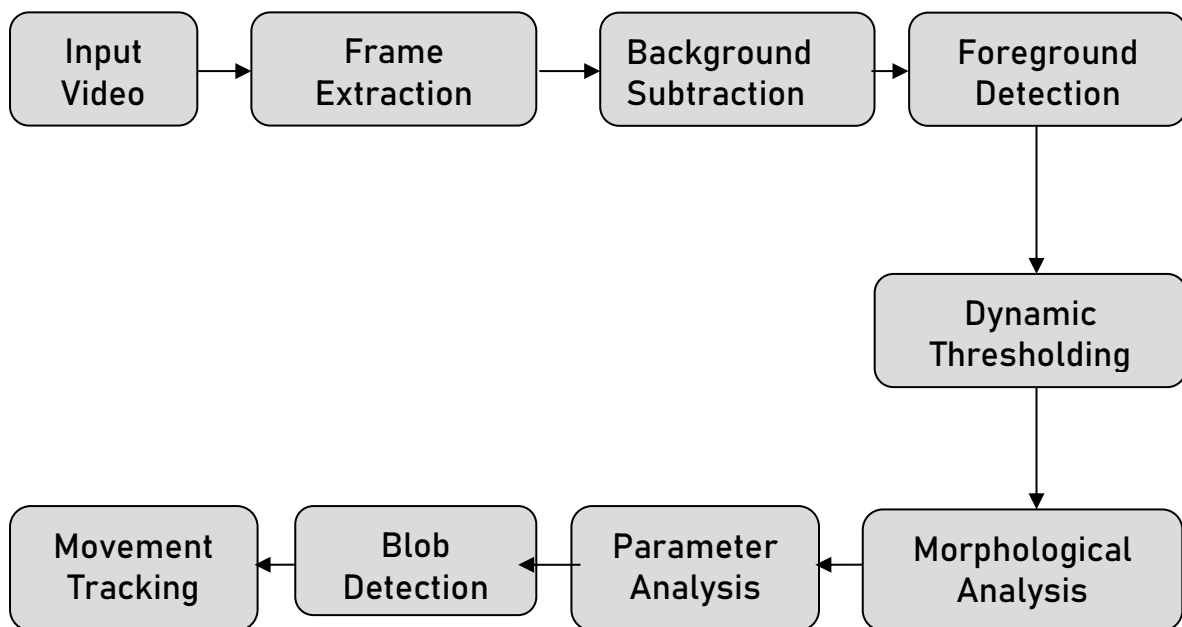 Input
Video
Frame
Extraction
Background
Subtraction
Foreground
Detection
Dynamic
Thresholding
Morphological
Analysis
Parameter
Analysis
Blob
Detection
Movement
Tracking